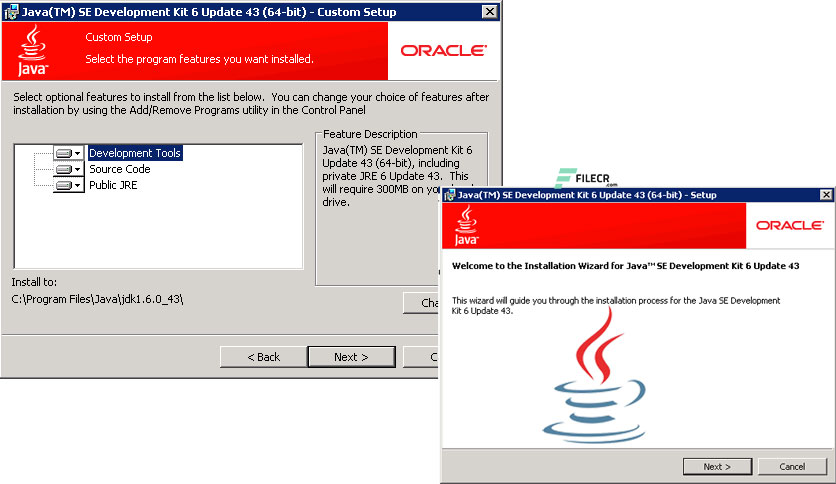 Java(TM) SE Development Kit 6 Update 43 (64-bit) - Custom Setup
Custom Setup
Select the program features you want installed.
Java
ORACLE
Select optional features to install from the list below. You can change your choice of features after
installation by using the Add/Remove Programs utility in the Control Panel
Development Tools
Source Code
Public JRE
Feature Description
Java(TM) SE Development Kit 6
Update 43 (64-bit), including
private JRE 6 Update 43. This
will require 300MB on your
drive.
Install to:
C:\Program Files\Java\jdk1.6.0_43\
Cha
< Back
Next >
C
FILECR
.com
Java(TM) SE Development Kit 6 Update 43 (64-bit) - Setup
Java
ORACLE
Welcome to the Installation Wizard for Java™ SE Development Kit 6 Update 43
This wizard will guide you through the installation process for the Java SE Development
Kit 6 Update 43.
Next >
Cancel